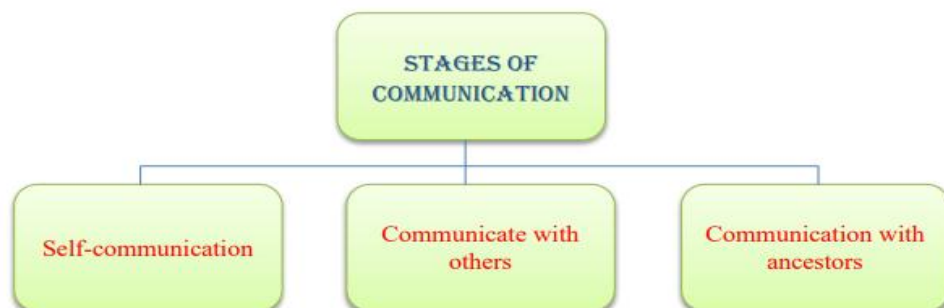 STAGES OF
COMMUNICATION
Self-communication
Communicate with
others
Communication with
ancestors